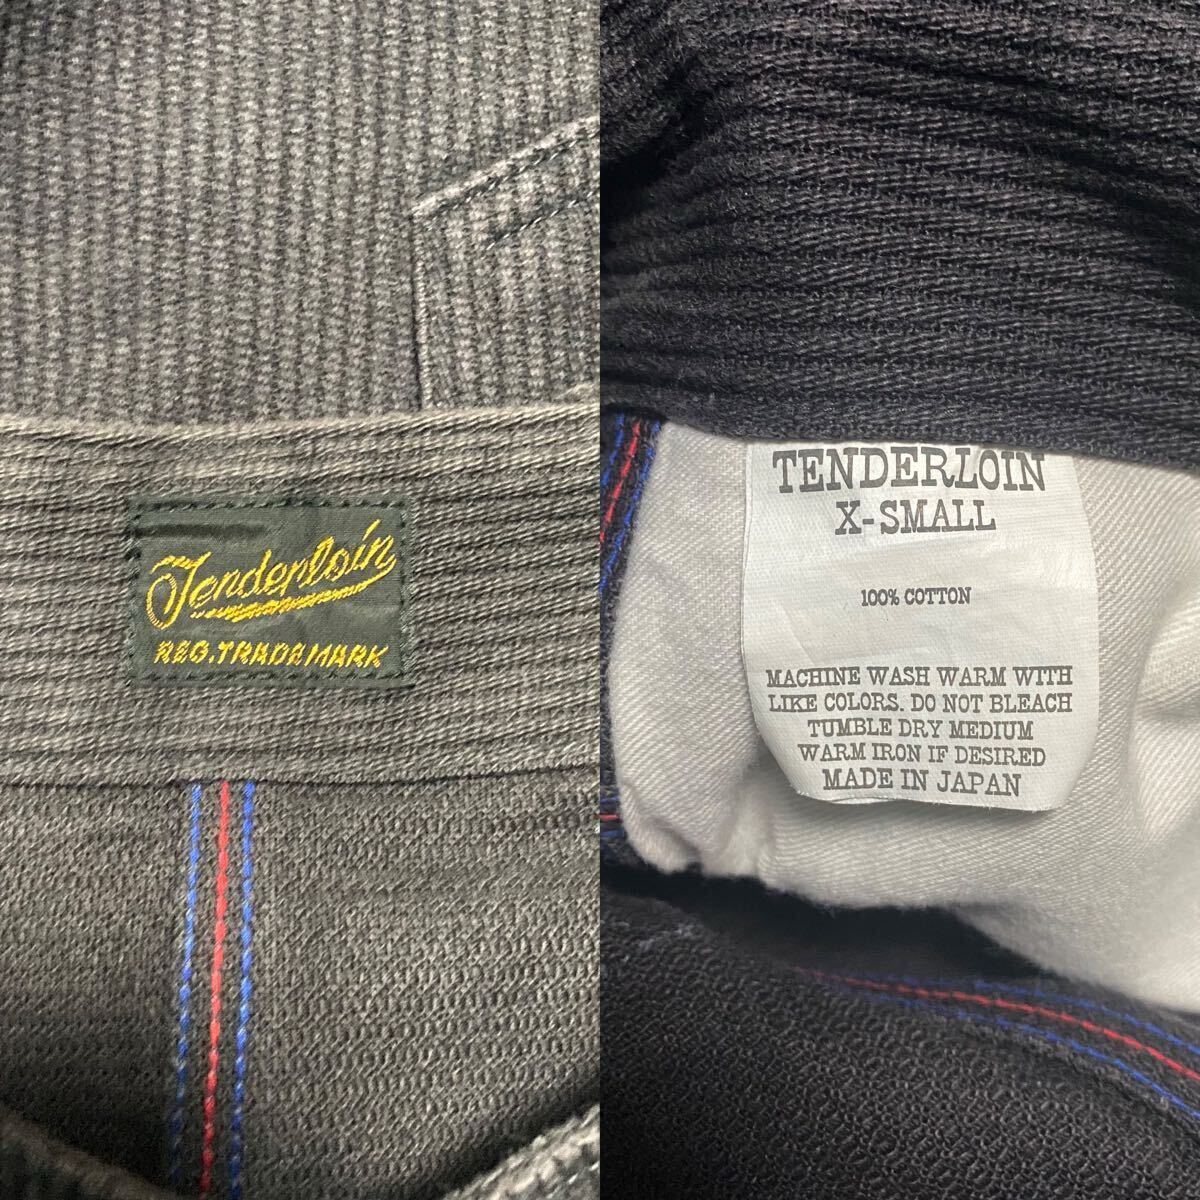 Tenderloin
REG.TRADEMARK
TENDERLOIN
X-SMALL
100% COTTON
MACHINE WASH WARM WITH
LIKE COLORS. DO NOT BLEACH
TUMBLE DRY MEDIUM
WARM IRON IF DESIRED
MADE IN JAPAN